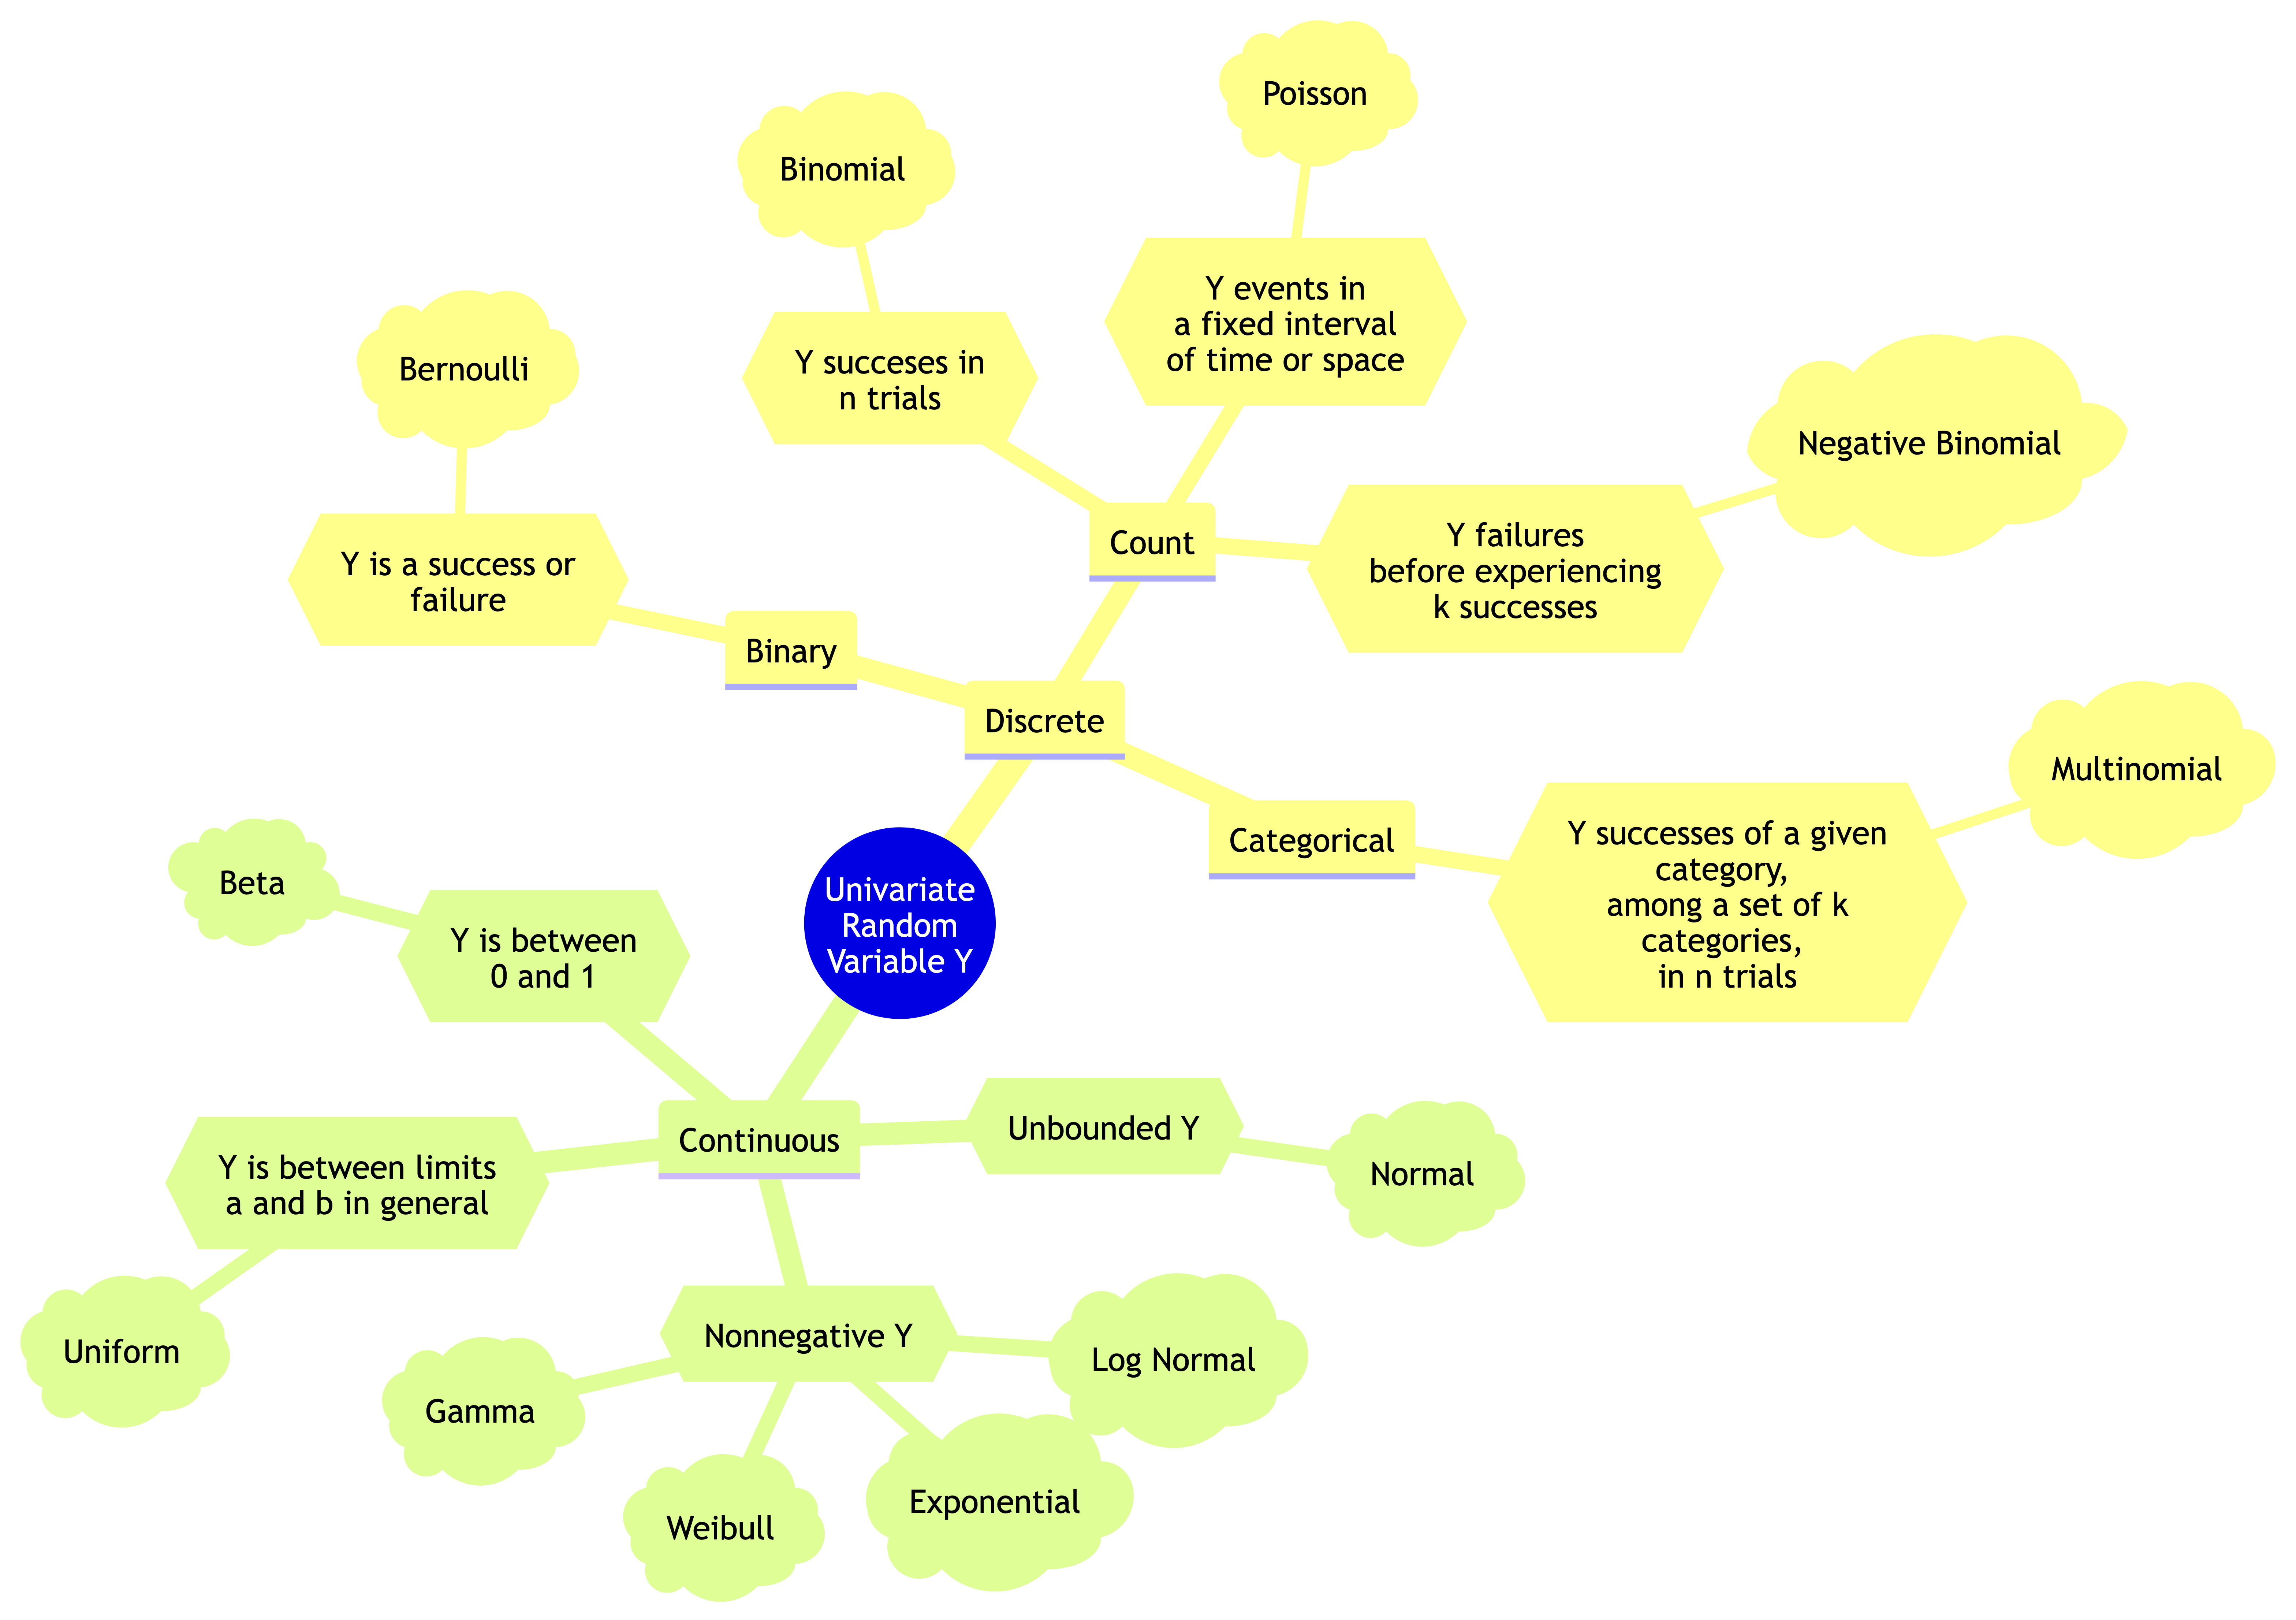 Poisson
Binomial
Y events in
a fixed interval
of time or space
Bernoulli
Y succeses in
n trials
Negative Binomial
Count
Y failures
before experiencing
k successes
Y is a success or
failure
Binary
Discrete
Multinomial
Categorical
Y successes of a given
category,
among a set of k
categories,
in n trials
Univariate
Random
Variable Y
Beta
Y is between
0 and 1
Continuous
Unbounded Y
Normal
Y is between limits
a and b in general
Uniform
Nonnegative Y
Log Normal
Gamma
Exponential
Weibull